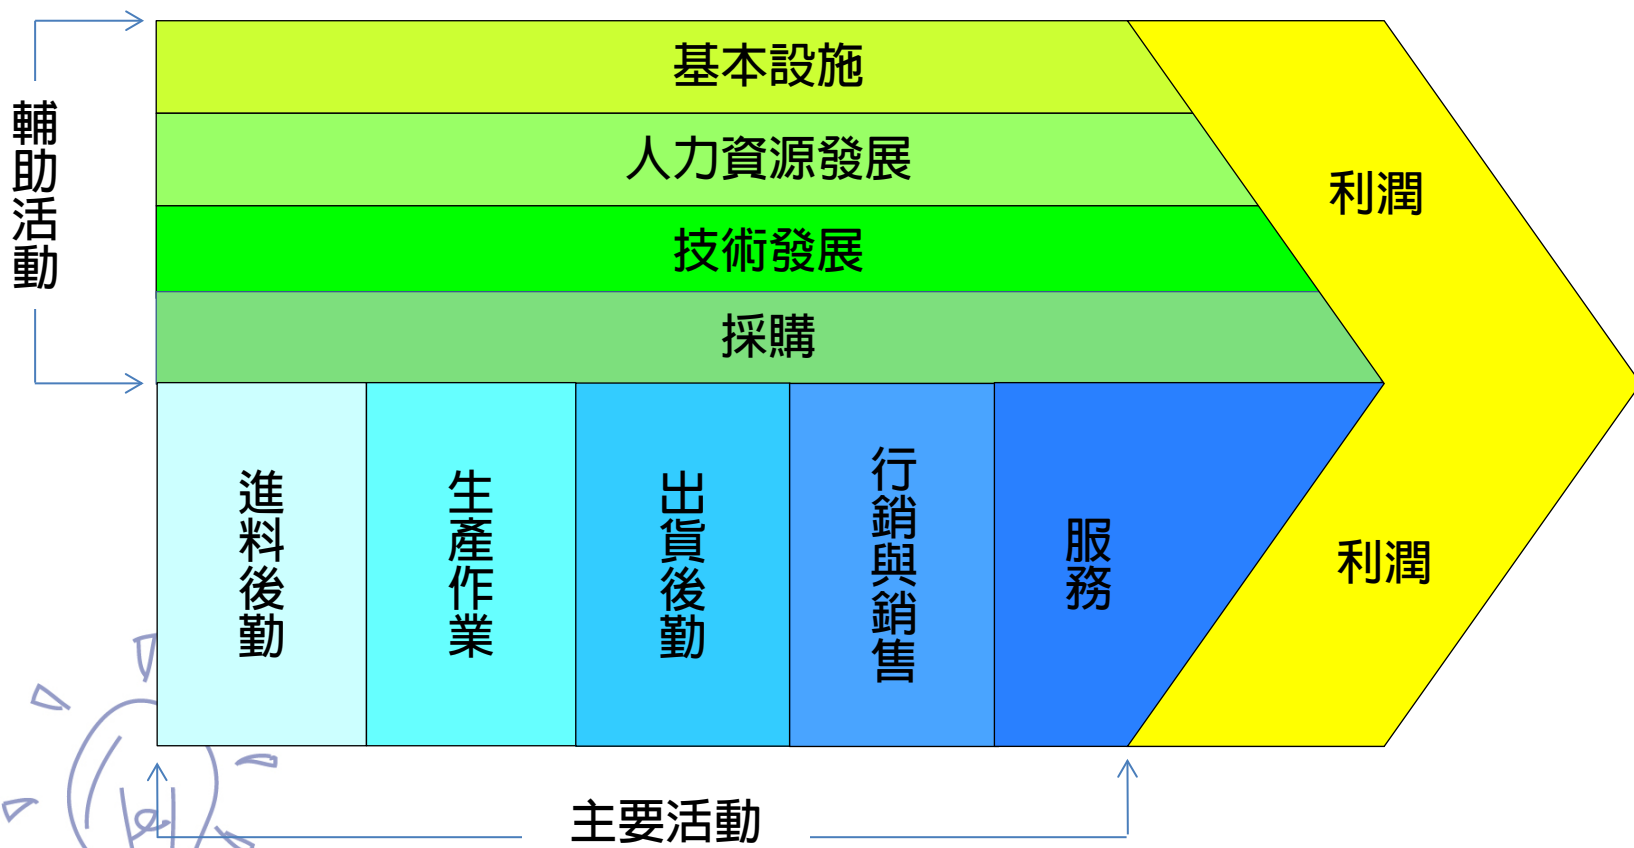 輔助活動
基本設施
人力資源發展
技術發展
採購
利潤
進料後勤
生產作業
出貨後勤
行銷與銷售
服務
利潤
主要活動